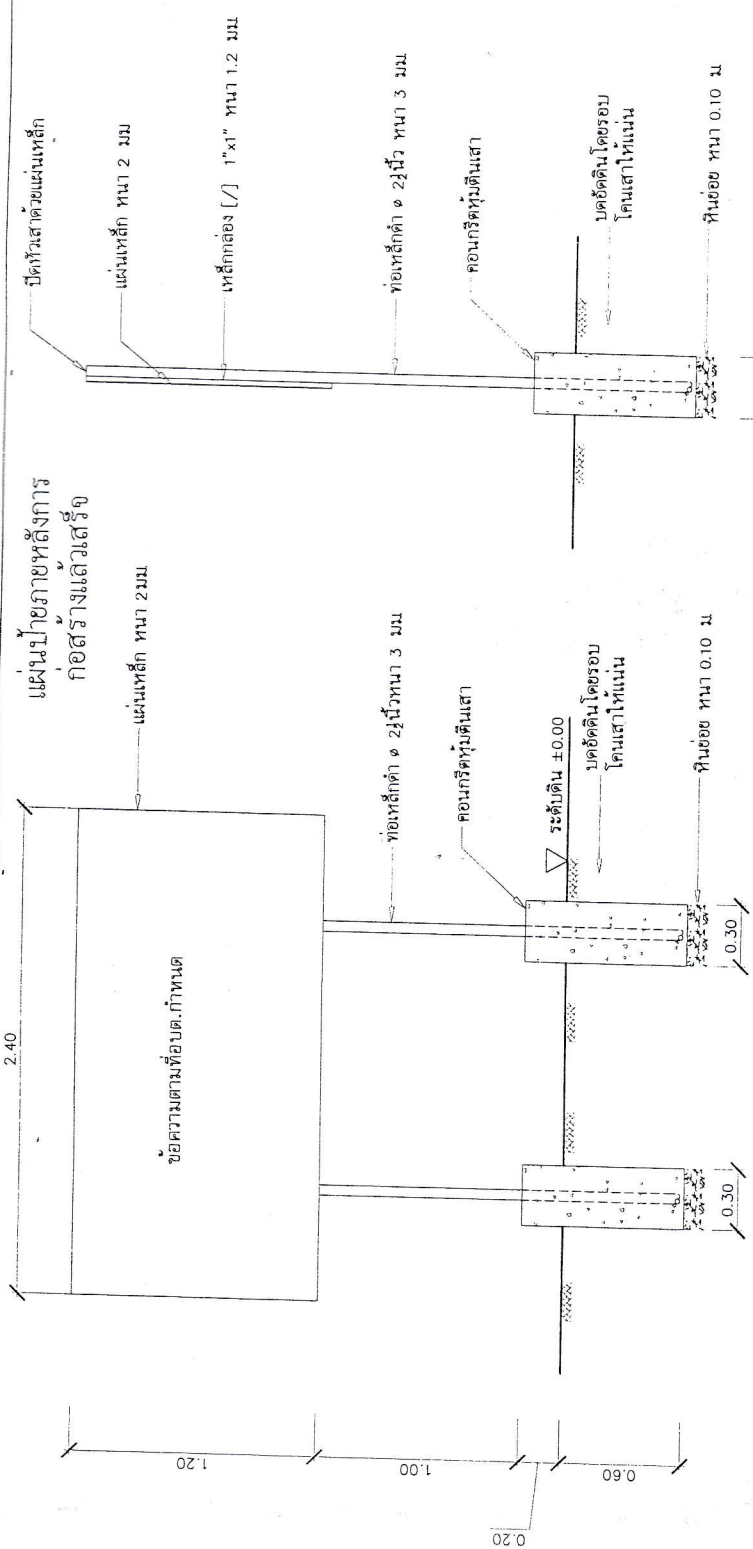 แผ่นป้ายภายหลังการ
ก่อสร้างแล้วเสร็จ
2.40
แผ่นเหล็ก หนา 2มม.
ข้อความตามที่อบต.กำหนด
ท่อเหล็กดำ ø 2½นิ้วหนา 3 มม.
คอนกรีตหุ้มตีนเสา
ระดับดิน ±0.00
บดอัดดินโดยรอบ
โคนเสาให้แน่น
หินย่อย หนา 0.10 ม.
0.30
0.30
1.20
1.00
0.20
0.60
ปิดหัวเสาด้วยแผ่นเหล็ก
แผ่นเหล็ก หนา 2 มม
เหล็กกล่อง [/] 1"x1" หนา 1.2 มม.
ท่อเหล็กดำ ø 2½นิ้ว หนา 3 มม.
คอนกรีตหุ้มตีนเสา
บดอัดดินโดยรอบ
โคนเสาให้แน่น
หินย่อย หนา 0.10 ม.